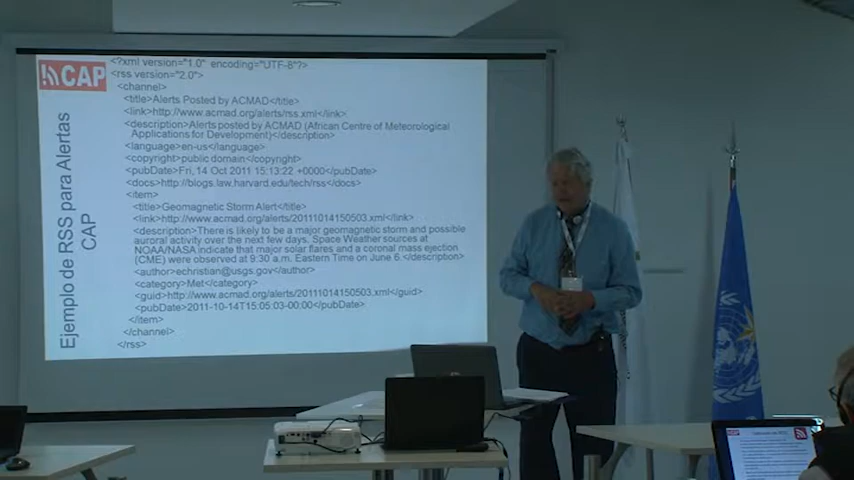 CAP
Ejemplo de RSS para Alertas
CAP
<?xml version="1.0" encoding="UTF-8"?>
<rss version="2.0">
<channel>
<title>Alerts Posted by ACMAD</title>
<link>http://www.acmad.org/alerts/rss.xml</link>
<description>Alerts posted by ACMAD (African Centre of Meteorological
Applications for Development)</description>
<language>en-us</language>
<copyright>public domain</copyright>
<pubDate>Fri, 14 Oct 2011 15:13:22 +0000</pubDate>
<docs>http://blogs.law.harvard.edu/tech/rss</docs>
<item>
<title>Geomagnetic Storm Alert</title>
<link>http://www.acmad.org/alerts/20111014150503.xml</link>
<description>There is likely to be a major geomagnetic storm and possible
auroral activity over the next few days. Space Weather sources at
NOAA/NASA indicate that major solar flares and a coronal mass ejection
(CME) were observed at 9:30 a.m. Eastern Time on June 6.</description>
<author>echristian@usgs.gov</author>
<category>Met</category>
<guid>http://www.acmad.org/alerts/20111014150503.xml</guid>
<pubDate>2011-10-14T15:05:03-00:00</pubDate>
</item>
</channel>
</rss>